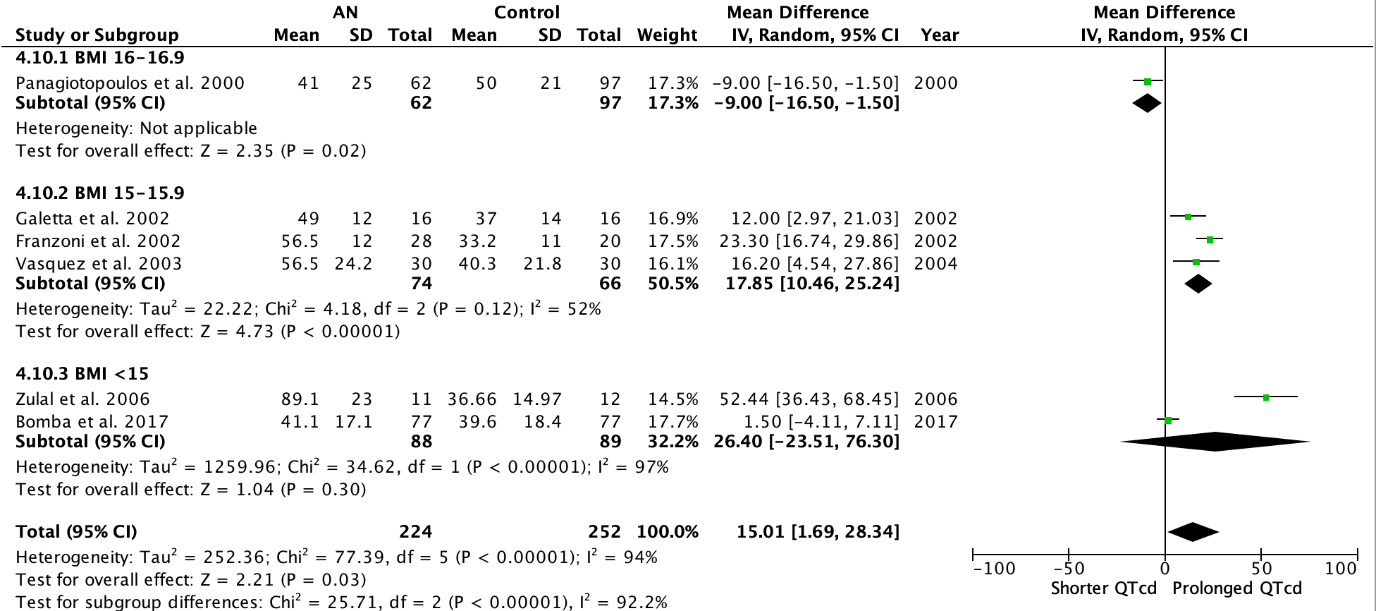 AN Control Mean Difference Mean Difference
Study or Subgroup Mean SD Total Mean SD Total Weight IV, Random, 95% CI Year IV, Random, 95% CI
4.10.1 BMI 16–16.9
Panagiotopoulos et al. 2000 41 25 62 50 21 97 17.3% −9.00 [−16.50, −1.50] 2000
Subtotal (95% CI) 62 97 17.3% −9.00 [−16.50, −1.50]
Heterogeneity: Not applicable
Test for overall effect: Z = 2.35 (P = 0.02)
4.10.2 BMI 15–15.9
Galetta et al. 2002 49 12 16 37 14 16 16.9% 12.00 [2.97, 21.03] 2002
Franzoni et al. 2002 56.5 12 28 33.2 11 20 17.5% 23.30 [16.74, 29.86] 2002
Vasquez et al. 2003 56.5 24.2 30 40.3 21.8 30 16.1% 16.20 [4.54, 27.86] 2004
Subtotal (95% CI) 74 66 50.5% 17.85 [10.46, 25.24]
Heterogeneity: Tau² = 22.22; Chi² = 4.18, df = 2 (P = 0.12); I² = 52%
Test for overall effect: Z = 4.73 (P < 0.00001)
4.10.3 BMI <15
Zulal et al. 2006 89.1 23 11 36.66 14.97 12 14.5% 52.44 [36.43, 68.45] 2006
Bomba et al. 2017 41.1 17.1 77 39.6 18.4 77 17.7% 1.50 [−4.11, 7.11] 2017
Subtotal (95% CI) 88 89 32.2% 26.40 [−23.51, 76.30]
Heterogeneity: Tau² = 1259.96; Chi² = 34.62, df = 1 (P < 0.00001); I² = 97%
Test for overall effect: Z = 1.04 (P = 0.30)
Total (95% CI) 224 252 100.0% 15.01 [1.69, 28.34]
Heterogeneity: Tau² = 252.36; Chi² = 77.39, df = 5 (P < 0.00001); I² = 94%
Test for overall effect: Z = 2.21 (P = 0.03)
Test for subgroup differences: Chi² = 25.71, df = 2 (P < 0.00001), I² = 92.2%
−100 −50 0 50 100
Shorter QTcd Prolonged QTcd